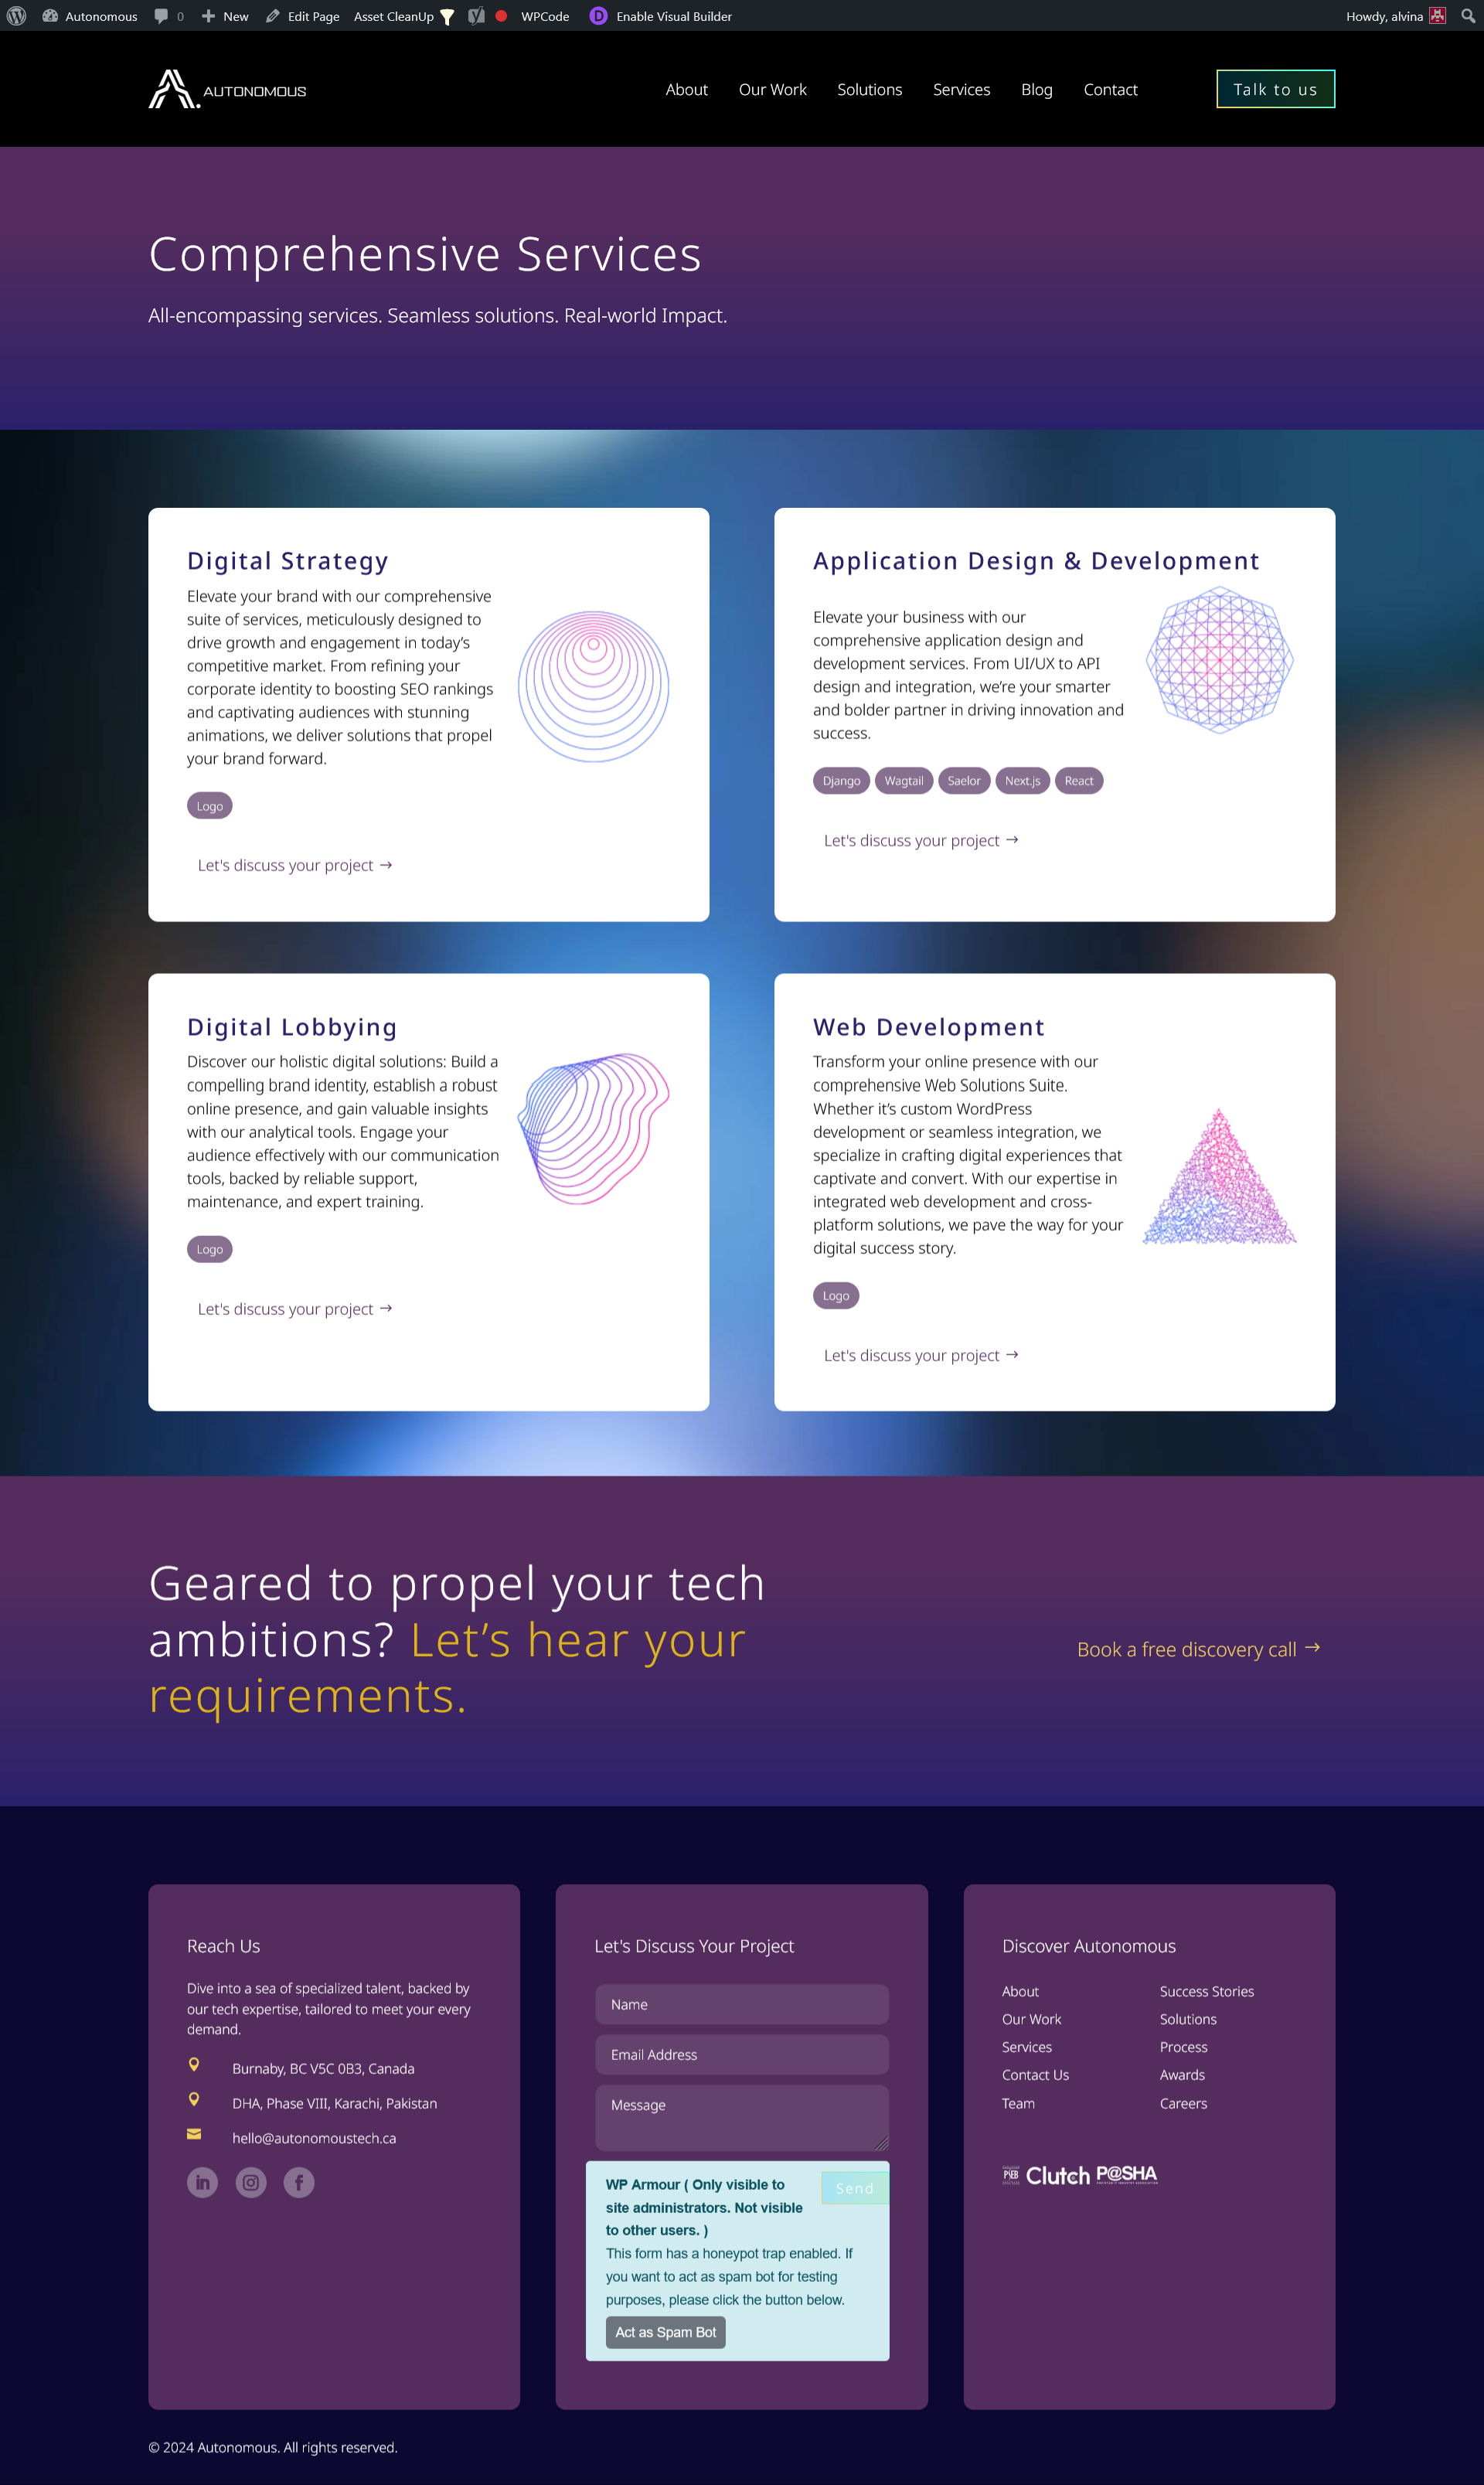 Autonomous 0 New Edit Page Asset CleanUp WPCode D Enable Visual Builder Howdy, alvina
AUTONOMOUS About Our Work Solutions Services Blog Contact Talk to us
Comprehensive Services
All-encompassing services. Seamless solutions. Real-world Impact.
Digital Strategy
Elevate your brand with our comprehensive
suite of services, meticulously designed to
drive growth and engagement in today’s
competitive market. From refining your
corporate identity to boosting SEO rankings
and captivating audiences with stunning
animations, we deliver solutions that propel
your brand forward.
Logo
Let's discuss your project →
Application Design & Development
Elevate your business with our
comprehensive application design and
development services. From UI/UX to API
design and integration, we’re your smarter
and bolder partner in driving innovation and
success.
Django Wagtail Saelor Next.js React
Let's discuss your project →
Digital Lobbying
Discover our holistic digital solutions: Build a
compelling brand identity, establish a robust
online presence, and gain valuable insights
with our analytical tools. Engage your
audience effectively with our communication
tools, backed by reliable support,
maintenance, and expert training.
Logo
Let's discuss your project →
Web Development
Transform your online presence with our
comprehensive Web Solutions Suite.
Whether it’s custom WordPress
development or seamless integration, we
specialize in crafting digital experiences that
captivate and convert. With our expertise in
integrated web development and cross-
platform solutions, we pave the way for your
digital success story.
Logo
Let's discuss your project →
Geared to propel your tech
ambitions? Let’s hear your
requirements.
Book a free discovery call →
Reach Us
Dive into a sea of specialized talent, backed by
our tech expertise, tailored to meet your every
demand.
Burnaby, BC V5C 0B3, Canada
DHA, Phase VIII, Karachi, Pakistan
hello@autonomoustech.ca
Let's Discuss Your Project
Name
Email Address
Message
Send
WP Armour ( Only visible to
site administrators. Not visible
to other users. )
This form has a honeypot trap enabled. If
you want to act as spam bot for testing
purposes, please click the button below.
Act as Spam Bot
Discover Autonomous
About Success Stories
Our Work Solutions
Services Process
Contact Us Awards
Team Careers
PSEB Clutch P@SHA
© 2024 Autonomous. All rights reserved.